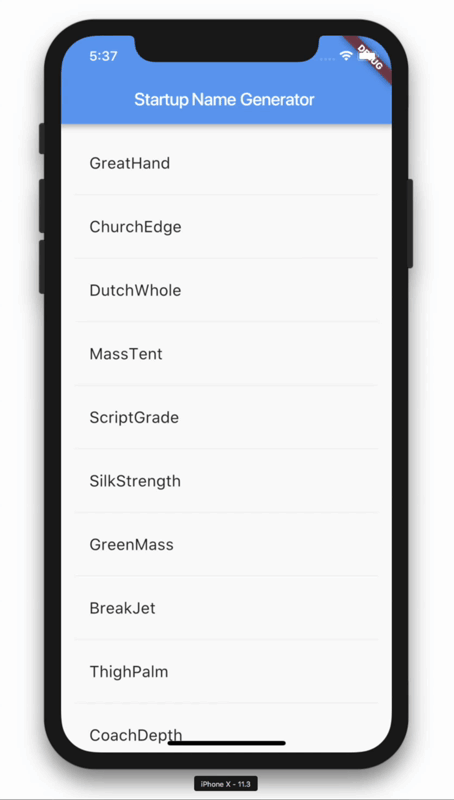 5:37
DEBUG
Startup Name Generator
GreatHand
ChurchEdge
DutchWhole
MassTent
ScriptGrade
SilkStrength
GreenMass
BreakJet
ThighPalm
CoachDepth
iPhone X - 11.3